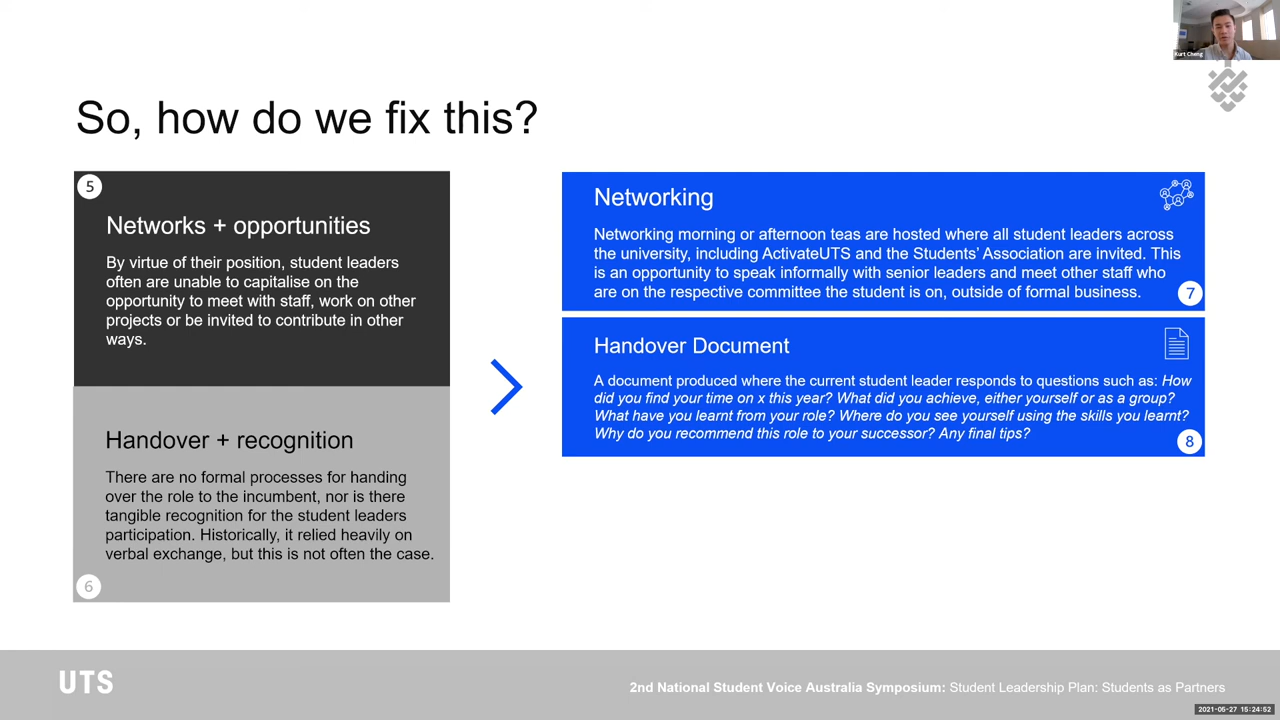 Kurt Cheng
So, how do we fix this?
5
Networks + opportunities
By virtue of their position, student leaders
often are unable to capitalise on the
opportunity to meet with staff, work on other
projects or be invited to contribute in other
ways.
Handover + recognition
There are no formal processes for handing
over the role to the incumbent, nor is there
tangible recognition for the student leaders
participation. Historically, it relied heavily on
verbal exchange, but this is not often the case.
6
Networking
Networking morning or afternoon teas are hosted where all student leaders across
the university, including ActivateUTS and the Students’ Association are invited. This
is an opportunity to speak informally with senior leaders and meet other staff who
are on the respective committee the student is on, outside of formal business.
7
Handover Document
A document produced where the current student leader responds to questions such as: How
did you find your time on x this year? What did you achieve, either yourself or as a group?
What have you learnt from your role? Where do you see yourself using the skills you learnt?
Why do you recommend this role to your successor? Any final tips?
8
UTS
2nd National Student Voice Australia Symposium: Student Leadership Plan: Students as Partners
2021-05-27 15:24:52